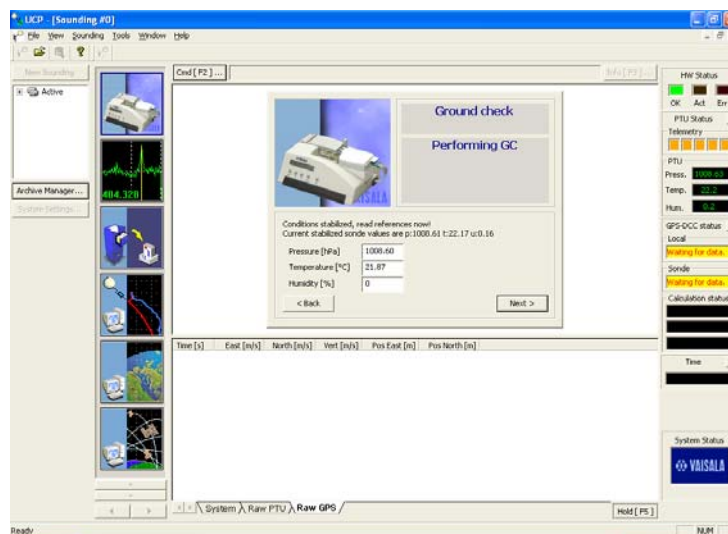 UCP - [Sounding #0]
File View Sounding Tools Window Help
New Sounding
Active
Archive Manager...
System Settings...
404.320
Cmd [ F2 ] ...
Info [ F3 ] ...
Ground check
Performing GC
VAISALA
Conditions stabilized, read references now!
Current stabilized sonde values are p:1008.61 t:22.17 u:0.16
Pressure [hPa] 1008.60
Temperature [°C] 21.87
Humidity [%] 0
< Back
Next >
Time [s] East [m/s] North [m/s] Vert [m/s] Pos East [m] Pos North [m]
System Raw PTU Raw GPS
Hold [ F5 ]
HW Status
OK Act Err
PTU Status
Telemetry
PTU
Press. 1008.63
Temp. 22.2
Hum. 0.2
GPS-DCC status
Local
Waiting for data.
Sonde
Waiting for data.
Calculation status
Time
System Status
VAISALA
Ready
NUM